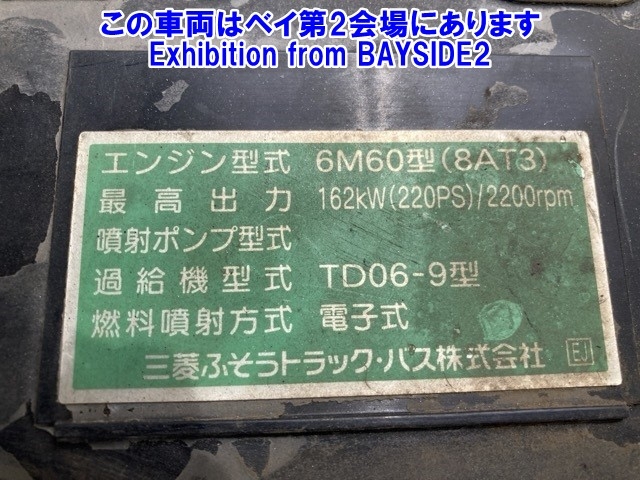 この車両はベイ第2会場にあります
Exhibition from BAYSIDE2
エンジン型式 6M60型(8AT3)
最高出力 162kW(220PS)/2200rpm
噴射ポンプ型式
過給機型式 TD06-9型
燃料噴射方式 電子式
三菱ふそうトラック・バス株式会社 EJ